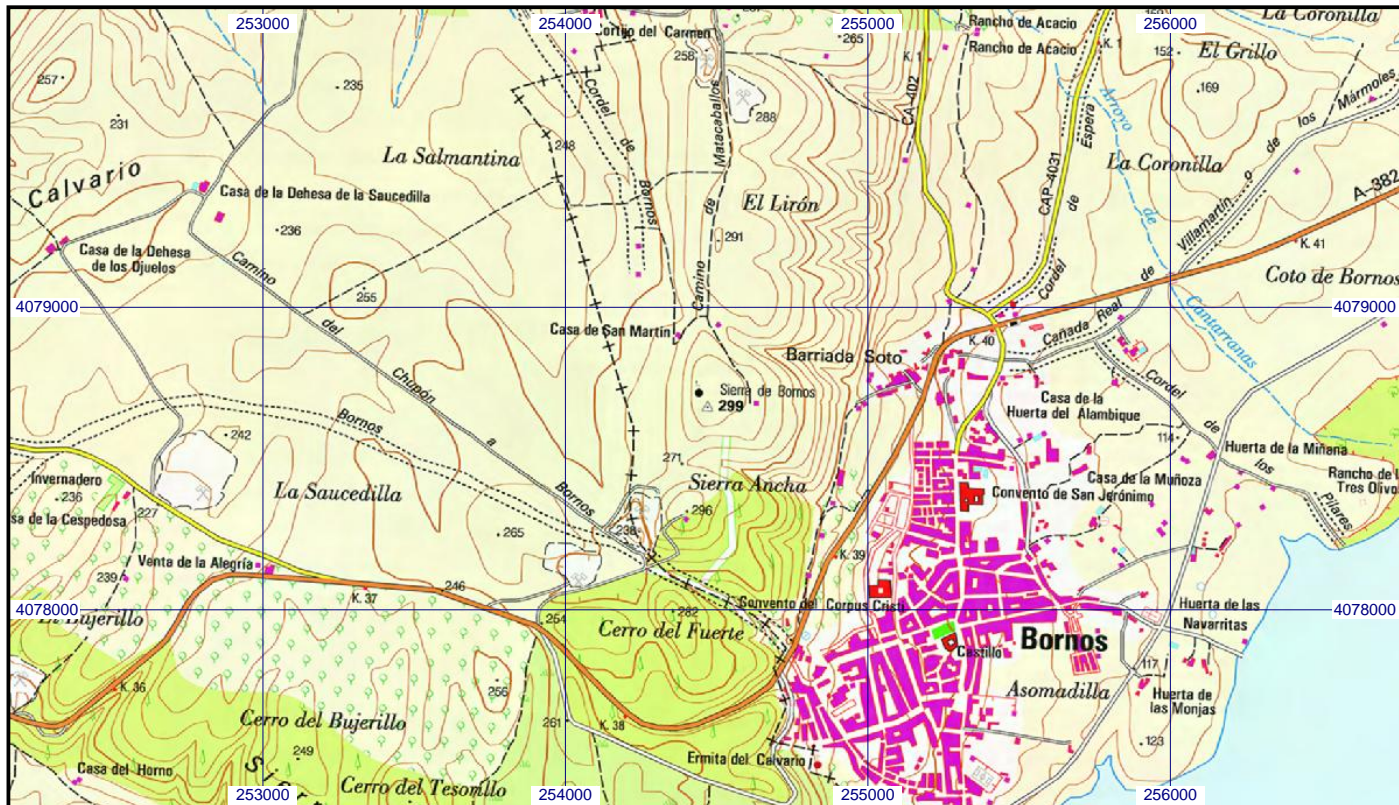 253000
254000
255000
256000
Cortijo del Carmen
258
265
K. 1
Rancho de Acacio
Rancho de Acacio
K. 1
152
El Grillo
La Coronilla
257
235
231
288
169
Mármoles
los
de
o
Villamartín
Cordel
de
Bornos
Matacaballos
de
Camino
CA-402
Arroyo
de
Cantarranas
Espera
de
Cordel
CAP-4031
La Salmantina
248
La Coronilla
A-382
Calvario
Casa de la Dehesa de la Saucedilla
El Lirón
236
291
K. 41
Casa de la Dehesa
de los Ojuelos
Camino
del
Chupón
a
Bornos
255
Coto de Bornos
4079000
4079000
Casa de San Martín
Cañada Real de
K. 40
Barriada Soto
Sierra de Bornos
299
Casa de la
Huerta del Alambique
Cordel
de
los
Pilares
Bornos
242
114
Huerta de la Miñana
271
Invernadero
236
La Saucedilla
Sierra Ancha
Casa de la Muñoza
Convento de San Jerónimo
Rancho de l
Tres Olivo
sa de la Cespedosa
227
296
238
265
K. 39
Venta de la Alegría
239
246
K. 37
Convento del Corpus Cristi
Huerta de las
Navarritas
4078000
4078000
El Bujerillo
254
282
Cerro del Fuerte
Bornos
Castillo
117
K. 36
256
Asomadilla
Huerta de
las Monjas
Cerro del Bujerillo
261
K. 38
249
Ermita del Calvario
123
Casa del Horno
Sierr
Cerro del Tesorillo
253000
254000
255000
256000